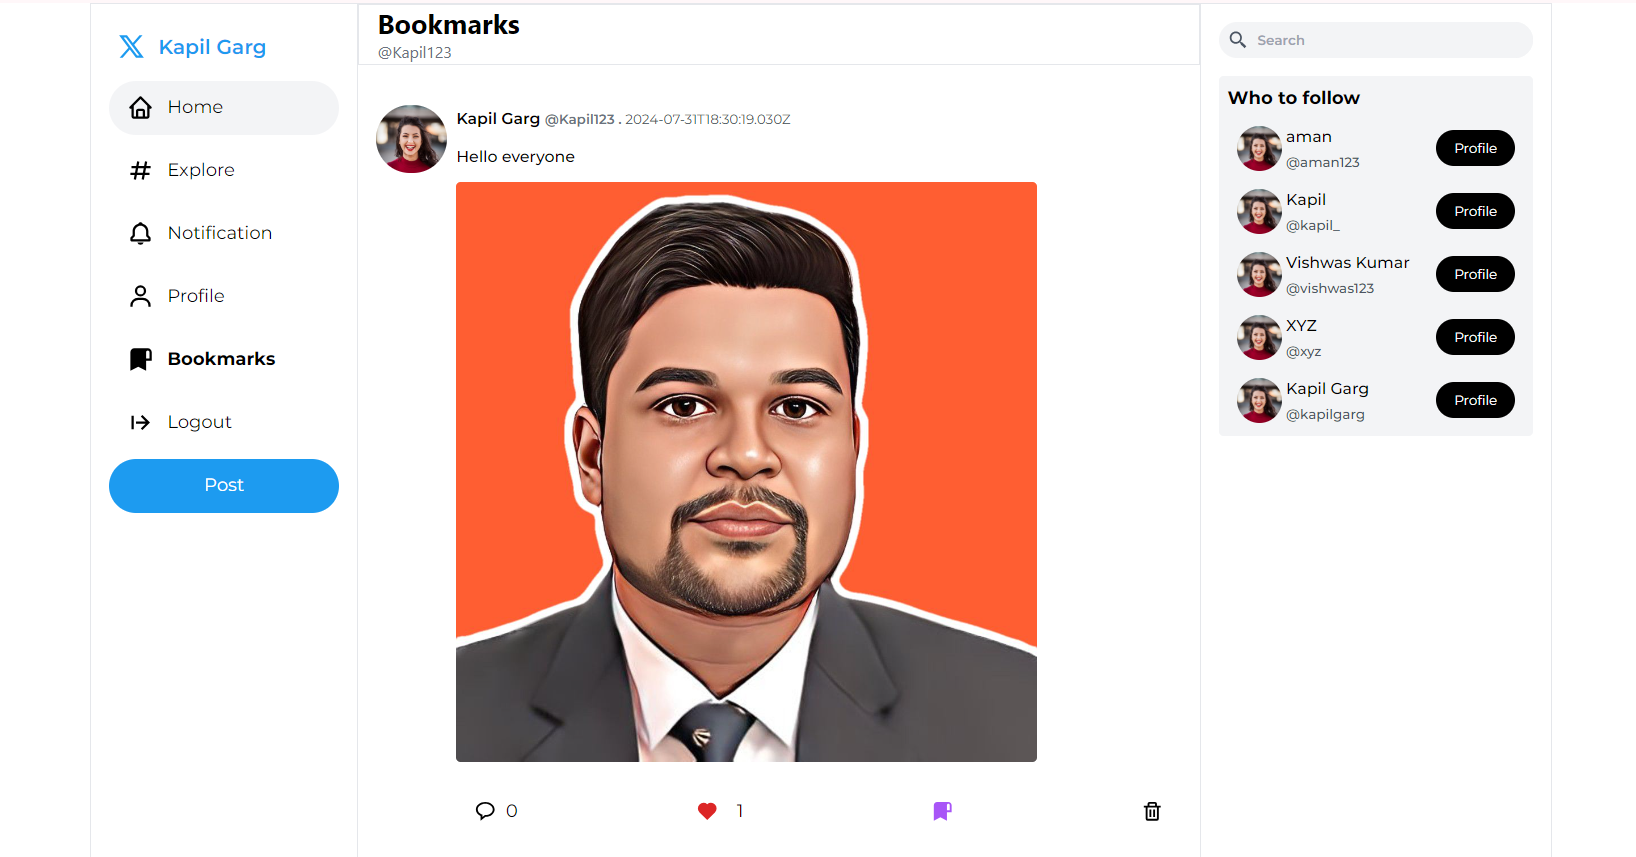 Kapil Garg
Home
Explore
Notification
Profile
Bookmarks
Logout
Post
Bookmarks
@Kapil123
Kapil Garg @Kapil123 . 2024-07-31T18:30:19.030Z
Hello everyone
0
1
Search
Who to follow
aman
@aman123
Profile
Kapil
@kapil_
Profile
Vishwas Kumar
@vishwas123
Profile
XYZ
@xyz
Profile
Kapil Garg
@kapilgarg
Profile